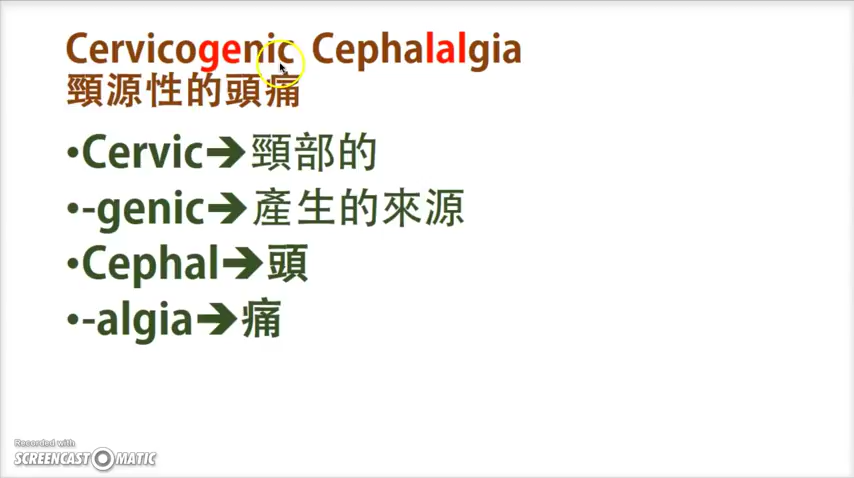 Cervicogenic Cephalalgia
頸源性的頭痛
•Cervic➔頸部的
•-genic➔產生的來源
•Cephal➔頭
•-algia➔痛
Recorded with
SCREENCAST-O-MATIC